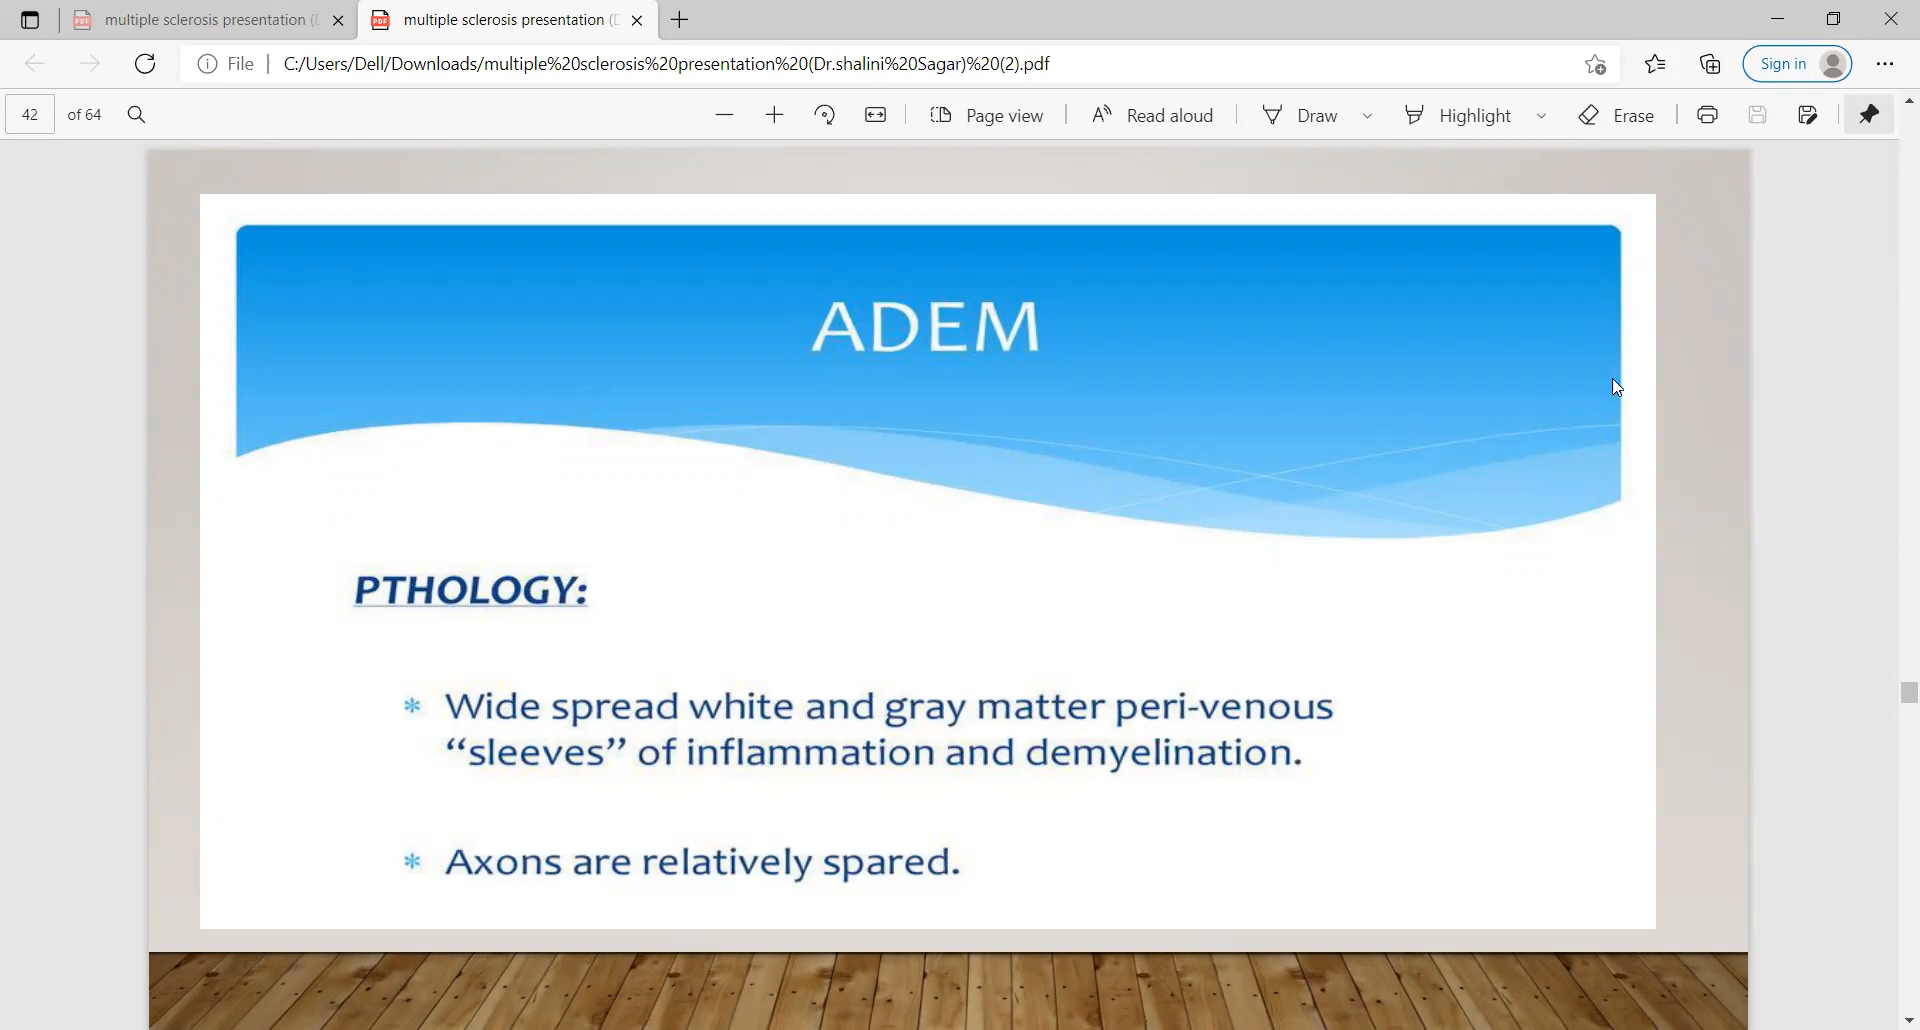 multiple sclerosis presentation (
multiple sclerosis presentation (
File
C:/Users/Dell/Downloads/multiple%20sclerosis%20presentation%20(Dr.shalini%20Sagar)%20(2).pdf
Sign in
42 of 64
Page view
Read aloud
Draw
Highlight
Erase
ADEM
PTHOLOGY:
* Wide spread white and gray matter peri-venous
“sleeves” of inflammation and demyelination.
* Axons are relatively spared.